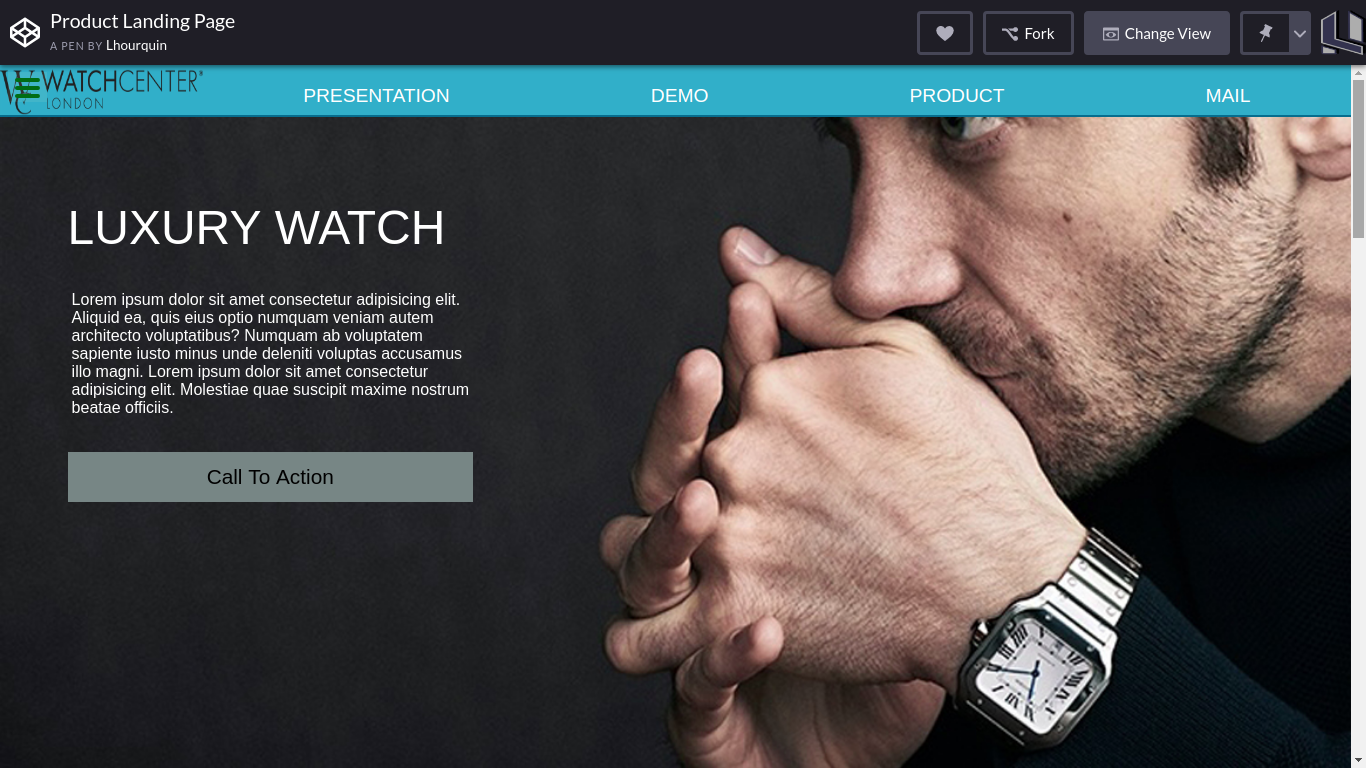 Product Landing Page
A PEN BY Lhourquin
Fork
Change View
WATCHCENTER
LONDON
PRESENTATION
DEMO
PRODUCT
MAIL
LUXURY WATCH
Lorem ipsum dolor sit amet consectetur adipisicing elit.
Aliquid ea, quis eius optio numquam veniam autem
architecto voluptatibus? Numquam ab voluptatem
sapiente iusto minus unde deleniti voluptas accusamus
illo magni. Lorem ipsum dolor sit amet consectetur
adipisicing elit. Molestiae quae suscipit maxime nostrum
beatae officiis.
Call To Action